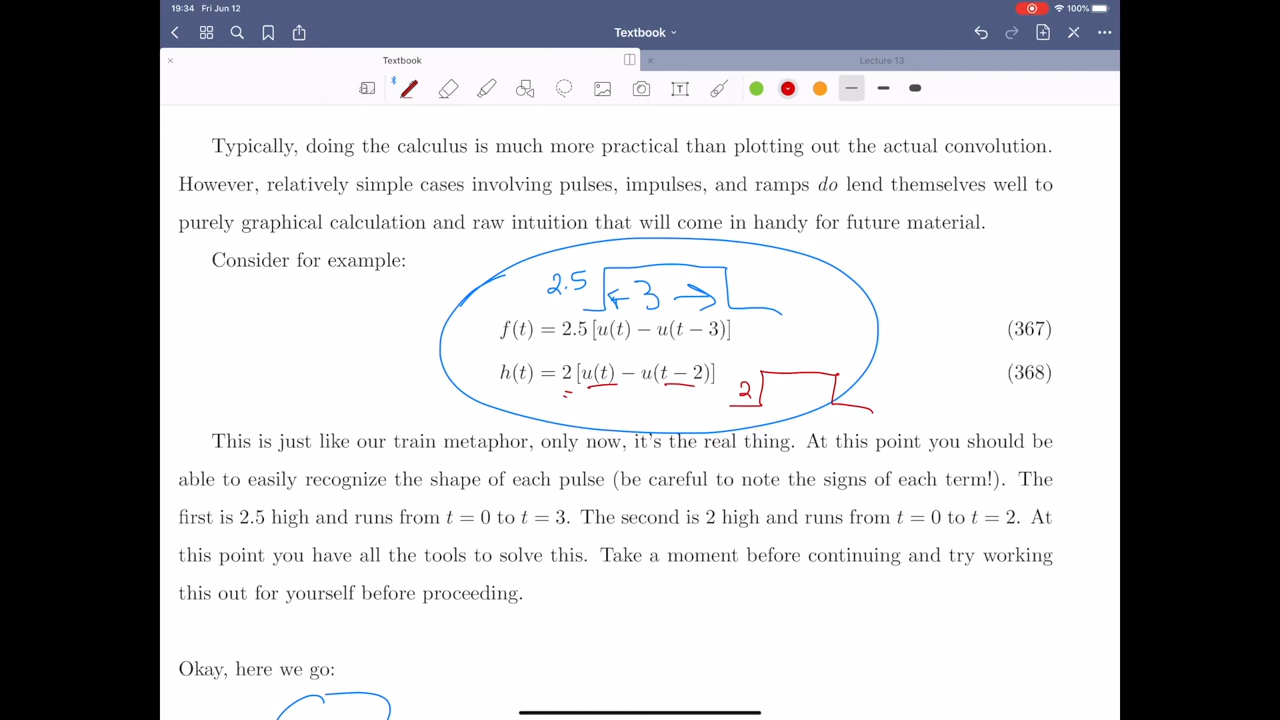 19:34 Fri Jun 12
100%
Textbook
Textbook
Lecture 13
T
Typically, doing the calculus is much more practical than plotting out the actual convolution.
However, relatively simple cases involving pulses, impulses, and ramps do lend themselves well to
purely graphical calculation and raw intuition that will come in handy for future material.
Consider for example:
2.5 3
f(t) = 2.5 [u(t) − u(t − 3)] (367)
h(t) = 2 [u(t) − u(t − 2)] (368)
2
This is just like our train metaphor, only now, it's the real thing. At this point you should be
able to easily recognize the shape of each pulse (be careful to note the signs of each term!). The
first is 2.5 high and runs from t = 0 to t = 3. The second is 2 high and runs from t = 0 to t = 2. At
this point you have all the tools to solve this. Take a moment before continuing and try working
this out for yourself before proceeding.
Okay, here we go: